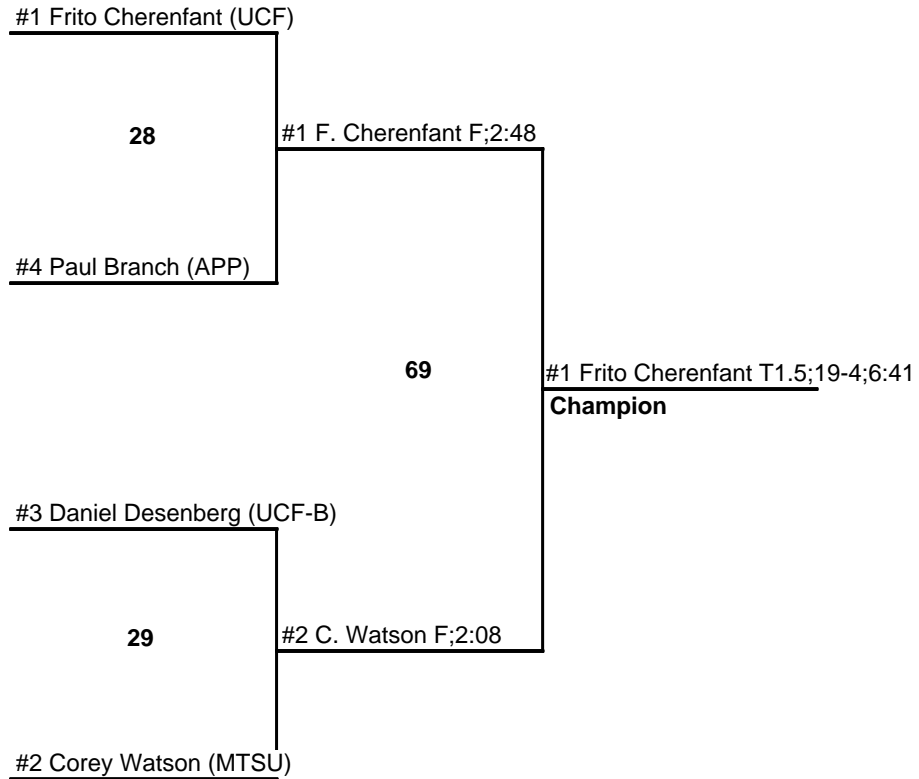 #1 Frito Cherenfant (UCF)
28
#1 F. Cherenfant F;2:48
#4 Paul Branch (APP)
69
#1 Frito Cherenfant T1.5;19-4;6:41
Champion
#3 Daniel Desenberg (UCF-B)
29
#2 C. Watson F;2:08
#2 Corey Watson (MTSU)